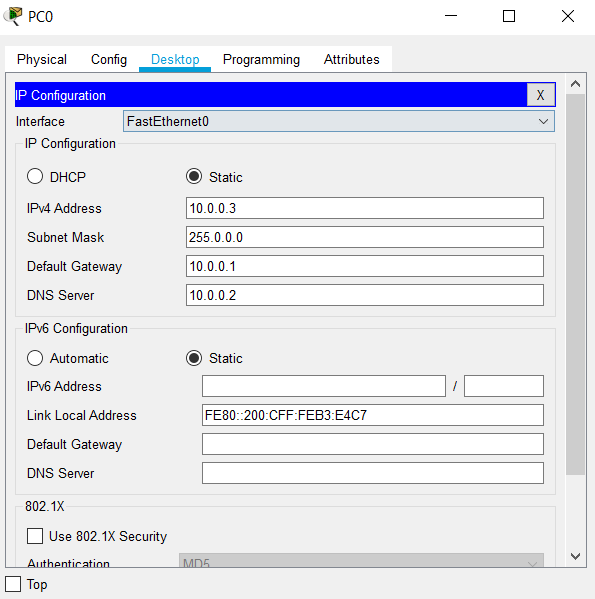 PC0
Physical Config Desktop Programming Attributes
IP Configuration X
Interface FastEthernet0
IP Configuration
DHCP Static
IPv4 Address 10.0.0.3
Subnet Mask 255.0.0.0
Default Gateway 10.0.0.1
DNS Server 10.0.0.2
IPv6 Configuration
Automatic Static
IPv6 Address /
Link Local Address FE80::200:CFF:FEB3:E4C7
Default Gateway
DNS Server
802.1X
Use 802.1X Security
Authentication MD5
Top